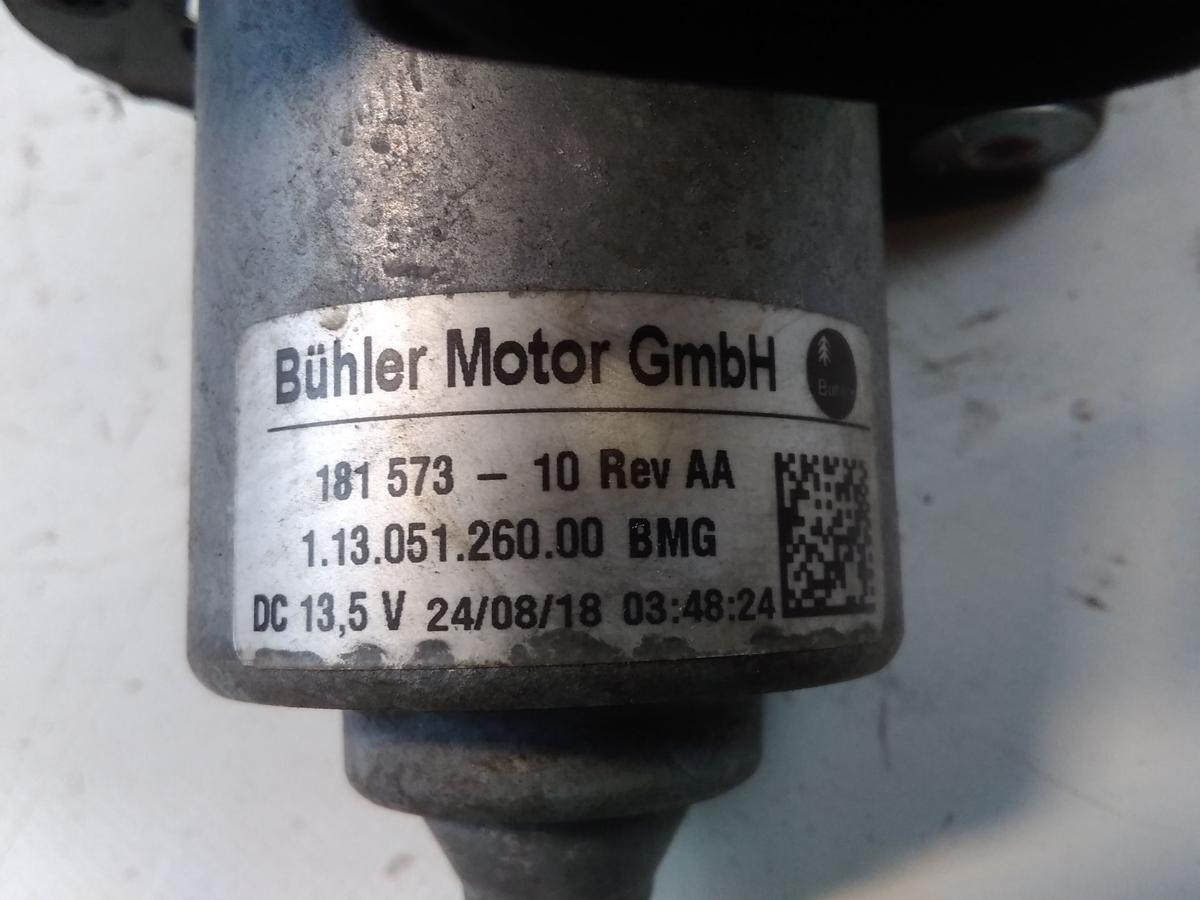 Bühler Motor GmbH
Bühler
181 573 – 10 Rev AA
1.13.051.260.00 BMG
DC 13,5 V 24/08/18 03:48:24